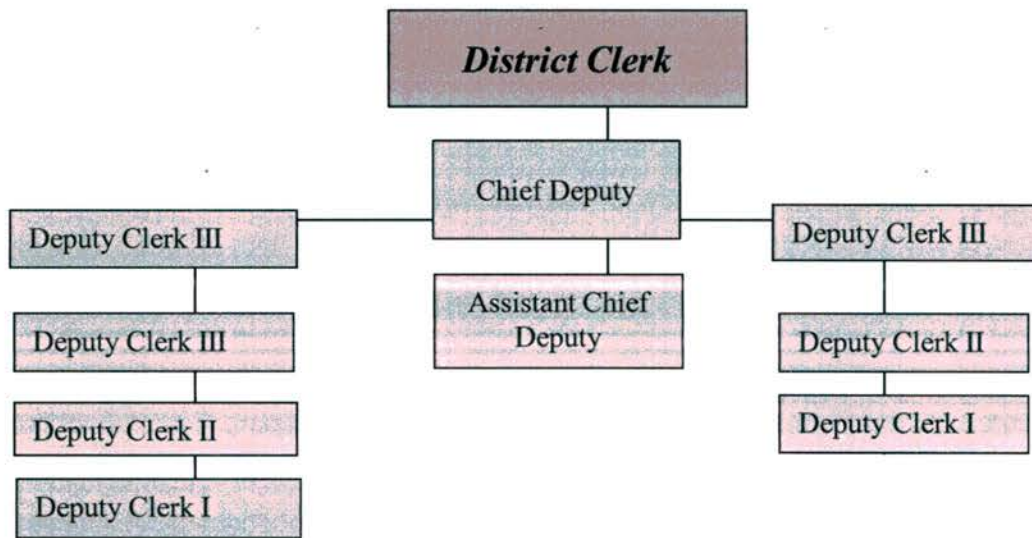 District Clerk
Chief Deputy
Deputy Clerk III
Deputy Clerk III
Assistant Chief
Deputy
Deputy Clerk III
Deputy Clerk II
Deputy Clerk II
Deputy Clerk I
Deputy Clerk I